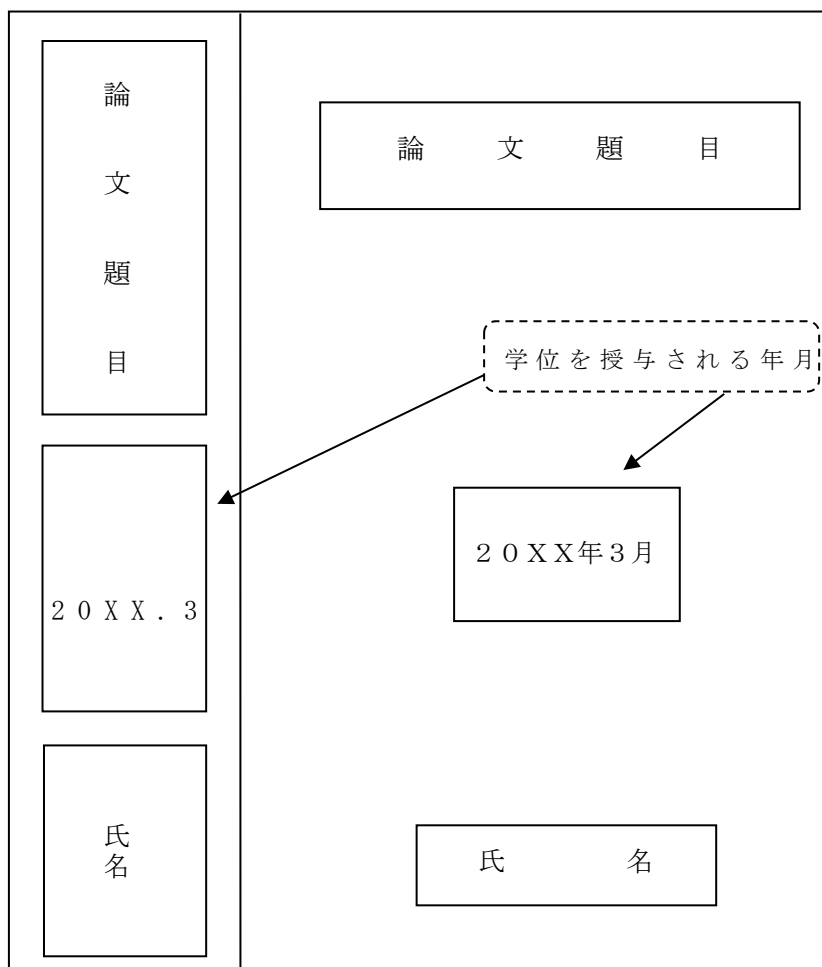 論文題目
２０ＸＸ．３
氏名
論　文　題　目
学位を授与される年月
２０ＸＸ年３月
氏　名